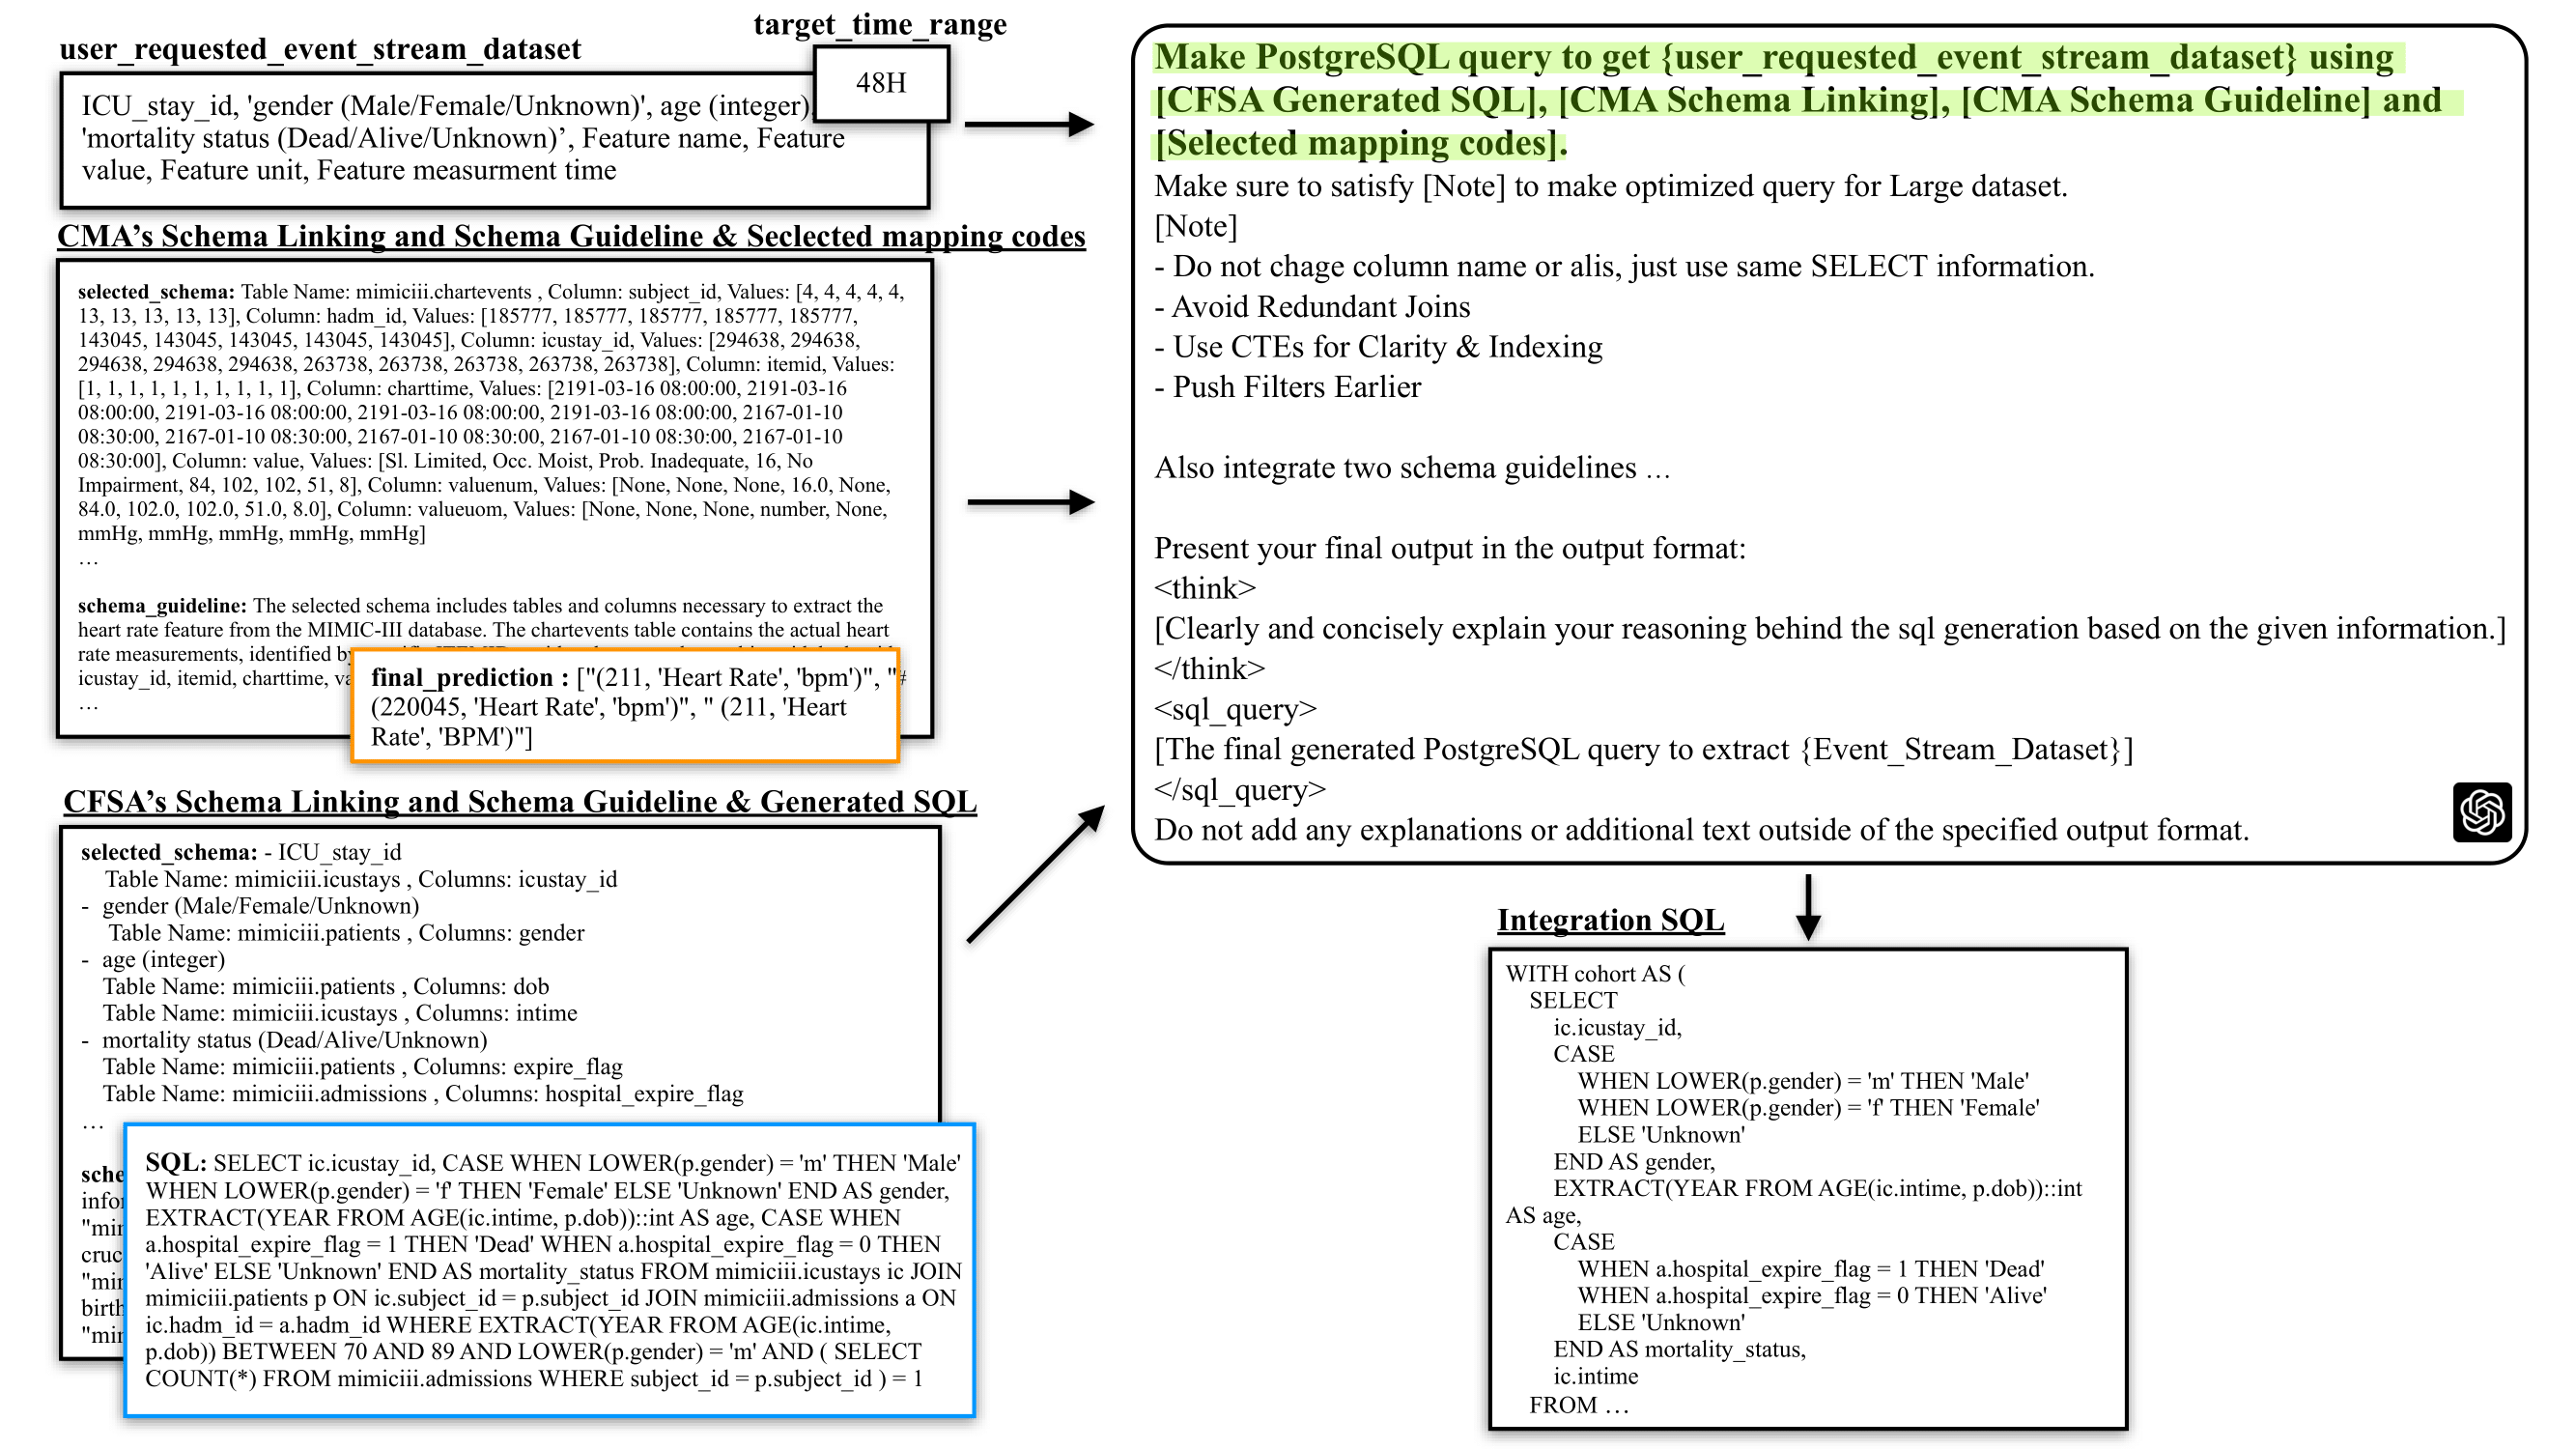 target_time_range
user_requested_event_stream_dataset
48H
ICU_stay_id, 'gender (Male/Female/Unknown)', age (integer),
'mortality status (Dead/Alive/Unknown)’, Feature name, Feature
value, Feature unit, Feature measurment time
CMA’s Schema Linking and Schema Guideline & Seclected mapping codes
selected_schema: Table Name: mimiciii.chartevents , Column: subject_id, Values: [4, 4, 4, 4, 4,
13, 13, 13, 13, 13], Column: hadm_id, Values: [185777, 185777, 185777, 185777, 185777,
143045, 143045, 143045, 143045, 143045], Column: icustay_id, Values: [294638, 294638,
294638, 294638, 294638, 263738, 263738, 263738, 263738, 263738], Column: itemid, Values:
[1, 1, 1, 1, 1, 1, 1, 1, 1, 1], Column: charttime, Values: [2191-03-16 08:00:00, 2191-03-16
08:00:00, 2191-03-16 08:00:00, 2191-03-16 08:00:00, 2191-03-16 08:00:00, 2167-01-10
08:30:00, 2167-01-10 08:30:00, 2167-01-10 08:30:00, 2167-01-10 08:30:00, 2167-01-10
08:30:00], Column: value, Values: [Sl. Limited, Occ. Moist, Prob. Inadequate, 16, No
Impairment, 84, 102, 102, 51, 8], Column: valuenum, Values: [None, None, None, 16.0, None,
84.0, 102.0, 102.0, 51.0, 8.0], Column: valueuom, Values: [None, None, None, number, None,
mmHg, mmHg, mmHg, mmHg, mmHg]
…
schema_guideline: The selected schema includes tables and columns necessary to extract the
heart rate feature from the MIMIC-III database. The chartevents table contains the actual heart
rate measurements, identified by
icustay_id, itemid, charttime,
…
final_prediction : ["(211, 'Heart Rate', 'bpm')", "#
(220045, 'Heart Rate', 'bpm')", " (211, 'Heart
Rate', 'BPM')"]
CFSA’s Schema Linking and Schema Guideline & Generated SQL
selected_schema: - ICU_stay_id
Table Name: mimiciii.icustays , Columns: icustay_id
- gender (Male/Female/Unknown)
Table Name: mimiciii.patients , Columns: gender
- age (integer)
Table Name: mimiciii.patients , Columns: dob
Table Name: mimiciii.icustays , Columns: intime
- mortality status (Dead/Alive/Unknown)
Table Name: mimiciii.patients , Columns: expire_flag
Table Name: mimiciii.admissions , Columns: hospital_expire_flag
…
SQL: SELECT ic.icustay_id, CASE WHEN LOWER(p.gender) = 'm' THEN 'Male'
WHEN LOWER(p.gender) = 'f' THEN 'Female' ELSE 'Unknown' END AS gender,
EXTRACT(YEAR FROM AGE(ic.intime, p.dob))::int AS age, CASE WHEN
a.hospital_expire_flag = 1 THEN 'Dead' WHEN a.hospital_expire_flag = 0 THEN
'Alive' ELSE 'Unknown' END AS mortality_status FROM mimiciii.icustays ic JOIN
mimiciii.patients p ON ic.subject_id = p.subject_id JOIN mimiciii.admissions a ON
ic.hadm_id = a.hadm_id WHERE EXTRACT(YEAR FROM AGE(ic.intime,
p.dob)) BETWEEN 70 AND 89 AND LOWER(p.gender) = 'm' AND ( SELECT
COUNT(*) FROM mimiciii.admissions WHERE subject_id = p.subject_id ) = 1
Make PostgreSQL query to get {user_requested_event_stream_dataset} using
[CFSA Generated SQL], [CMA Schema Linking], [CMA Schema Guideline] and
[Selected mapping codes].
Make sure to satisfy [Note] to make optimized query for Large dataset.
[Note]
- Do not chage column name or alis, just use same SELECT information.
- Avoid Redundant Joins
- Use CTEs for Clarity & Indexing
- Push Filters Earlier
Also integrate two schema guidelines …
Present your final output in the output format:
<think>
[Clearly and concisely explain your reasoning behind the sql generation based on the given information.]
</think>
<sql_query>
[The final generated PostgreSQL query to extract {Event_Stream_Dataset}]
</sql_query>
Do not add any explanations or additional text outside of the specified output format.
Integration SQL
WITH cohort AS (
SELECT
ic.icustay_id,
CASE
WHEN LOWER(p.gender) = 'm' THEN 'Male'
WHEN LOWER(p.gender) = 'f' THEN 'Female'
ELSE 'Unknown'
END AS gender,
EXTRACT(YEAR FROM AGE(ic.intime, p.dob))::int
AS age,
CASE
WHEN a.hospital_expire_flag = 1 THEN 'Dead'
WHEN a.hospital_expire_flag = 0 THEN 'Alive'
ELSE 'Unknown'
END AS mortality_status,
ic.intime
FROM …